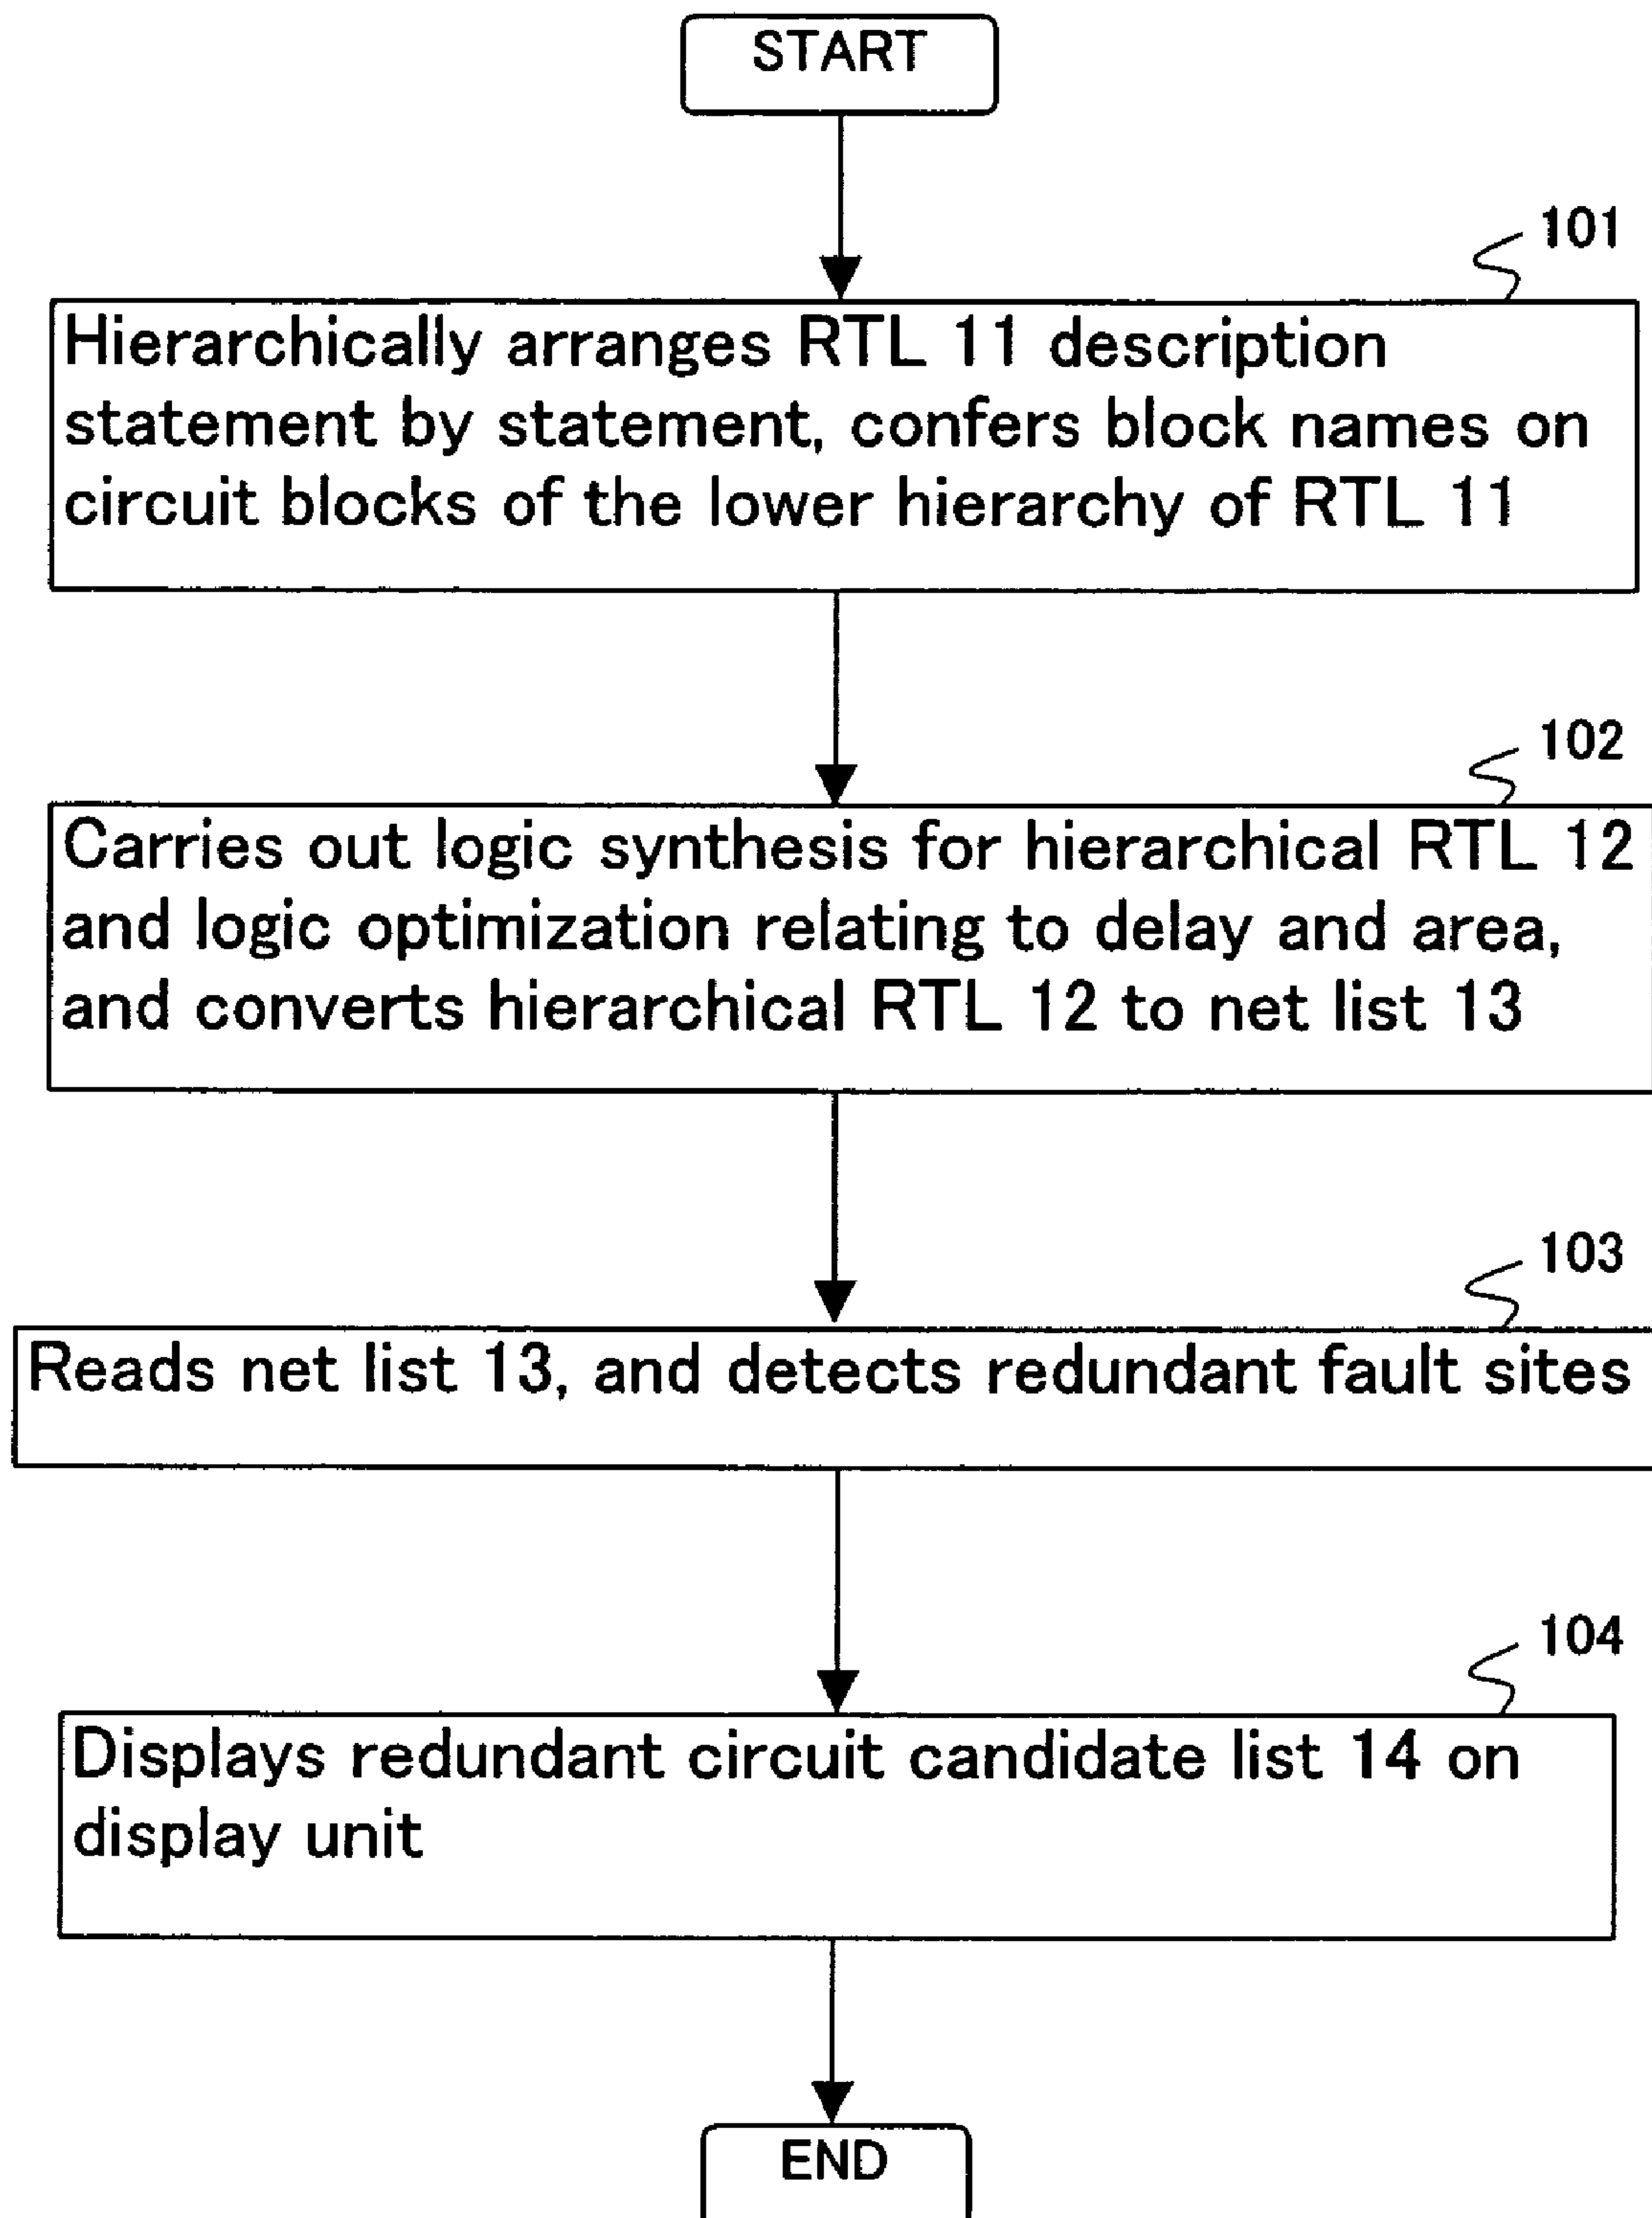 START
101
Hierarchically arranges RTL 11 description
statement by statement, confers block names on
circuit blocks of the lower hierarchy of RTL 11
102
Carries out logic synthesis for hierarchical RTL 12
and logic optimization relating to delay and area,
and converts hierarchical RTL 12 to net list 13
103
Reads net list 13, and detects redundant fault sites
104
Displays redundant circuit candidate list 14 on
display unit
END